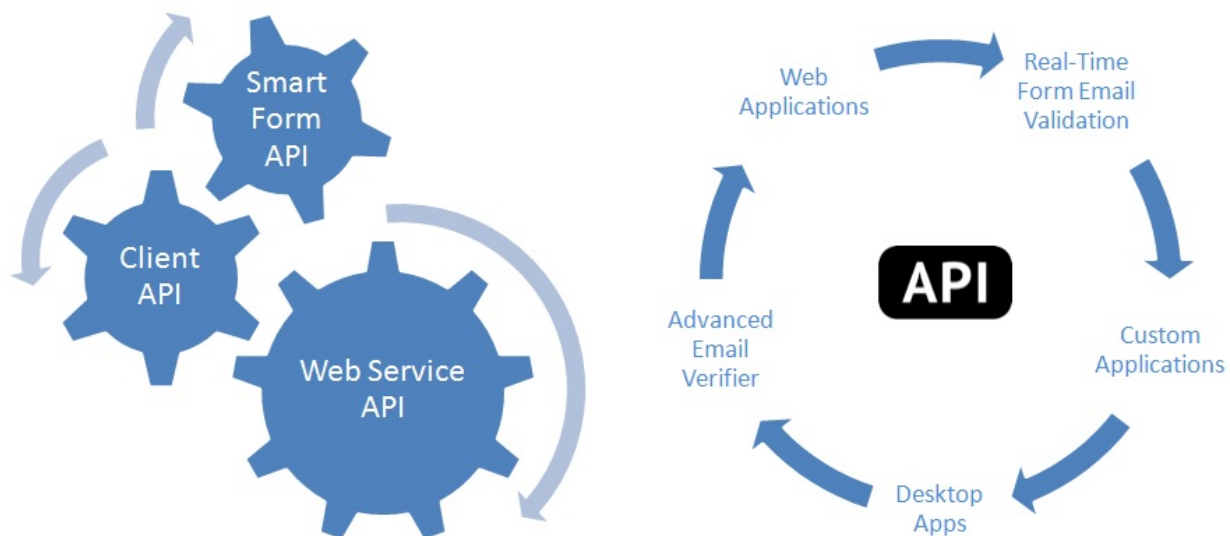 Smart
Form
API
Client
API
Web Service
API
Web
Applications
Real-Time
Form Email
Validation
API
Custom
Applications
Desktop
Apps
Advanced
Email
Verifier